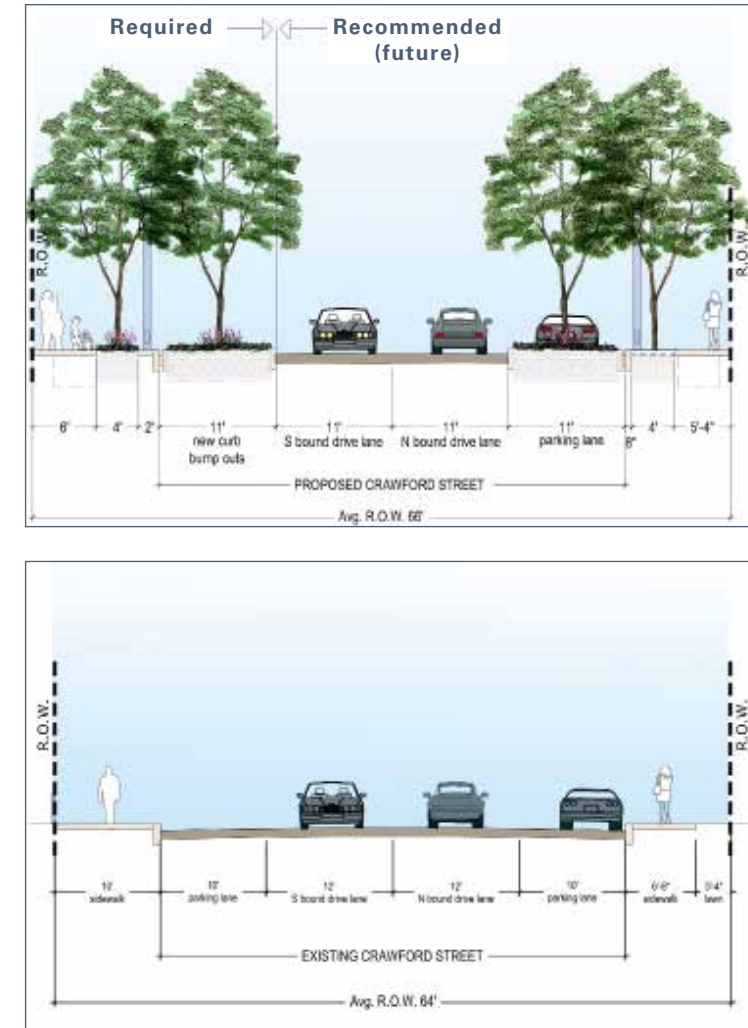 Required
Recommended
(future)
R.O.W.
R.O.W.
6'
4'
2'
11'
new curb
bump outs
11'
S bound drive lane
11'
N bound drive lane
11'
parking lane
8"
4'
5'-4"
PROPOSED CRAWFORD STREET
Avg. R.O.W. 66'
R.O.W.
R.O.W.
10'
sidewalk
10'
parking lane
12'
S bound drive lane
12'
N bound drive lane
10'
parking lane
6'-8"
sidewalk
3'-4"
lawn
EXISTING CRAWFORD STREET
Avg. R.O.W. 64'